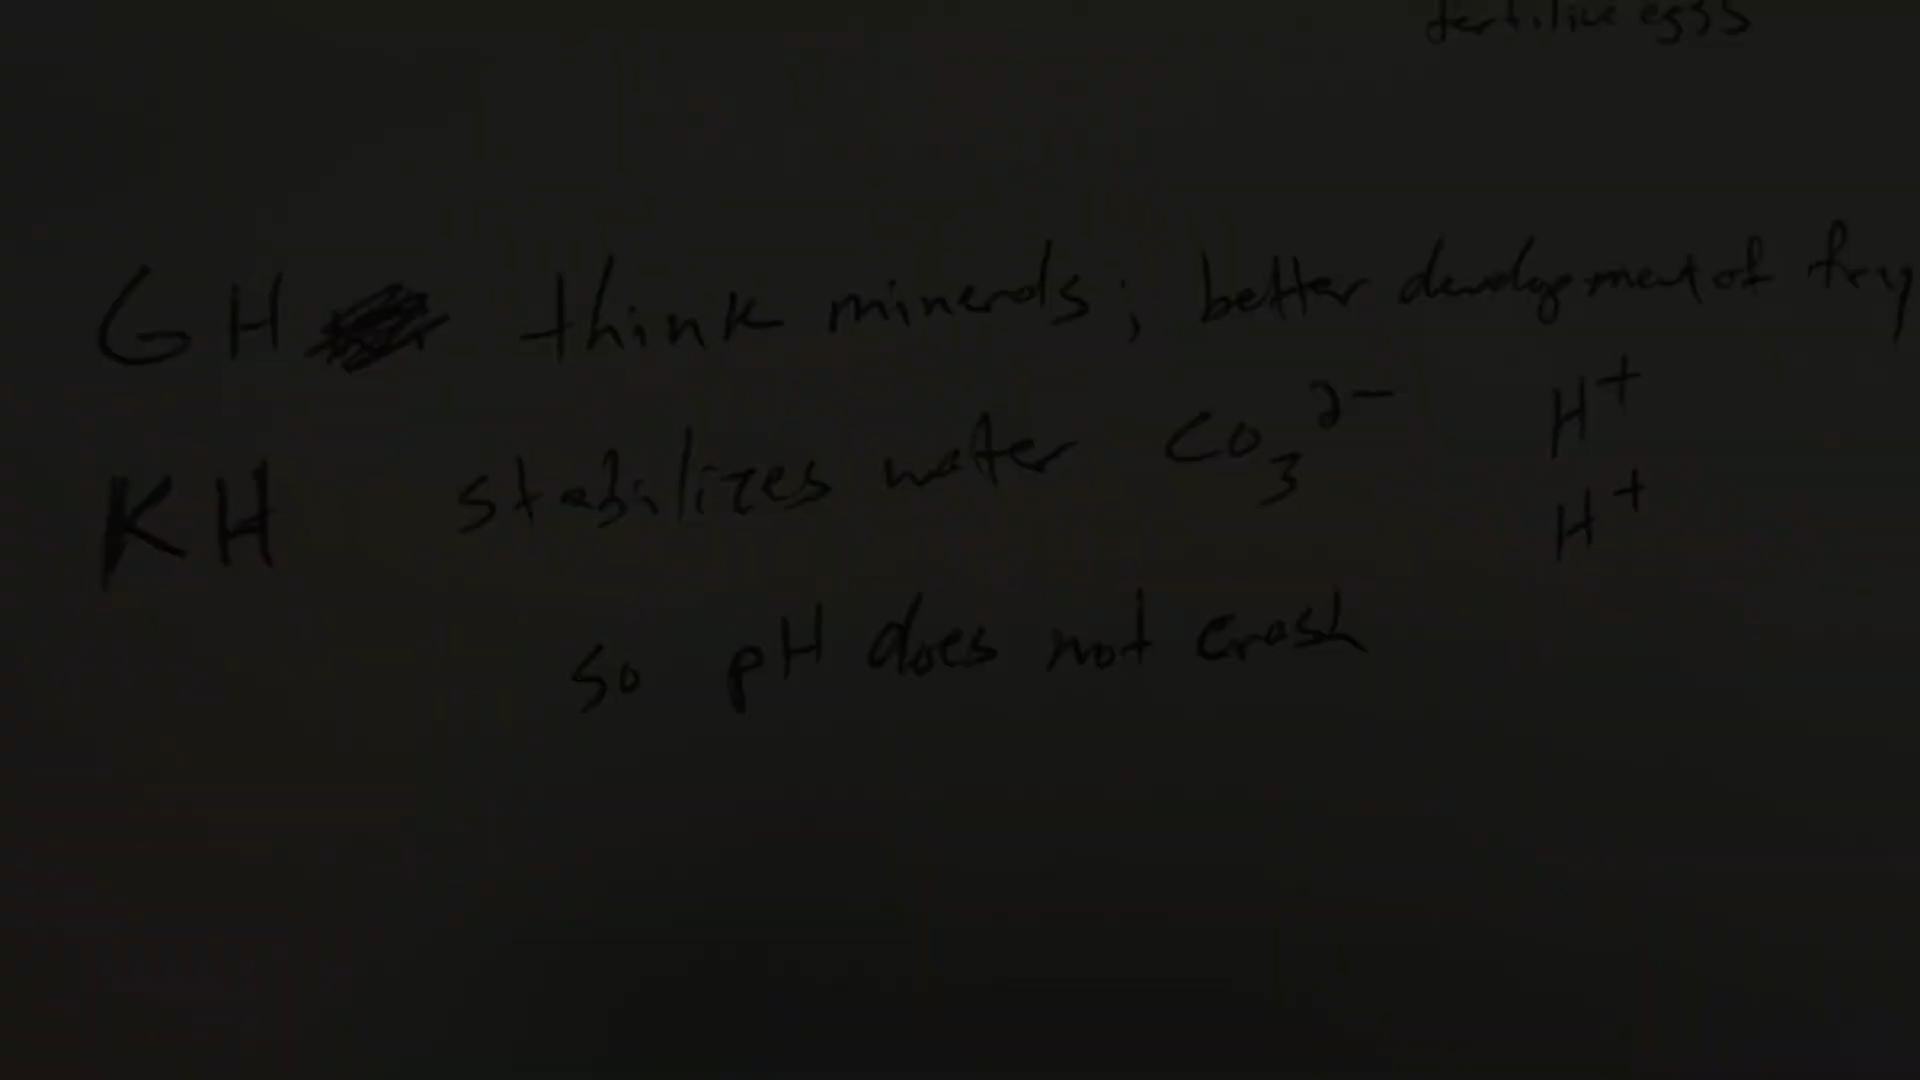 fertilize eggs
GH think minerals; better development of fry
KH stabilizes water CO3 2- H+
H+
so pH does not crash